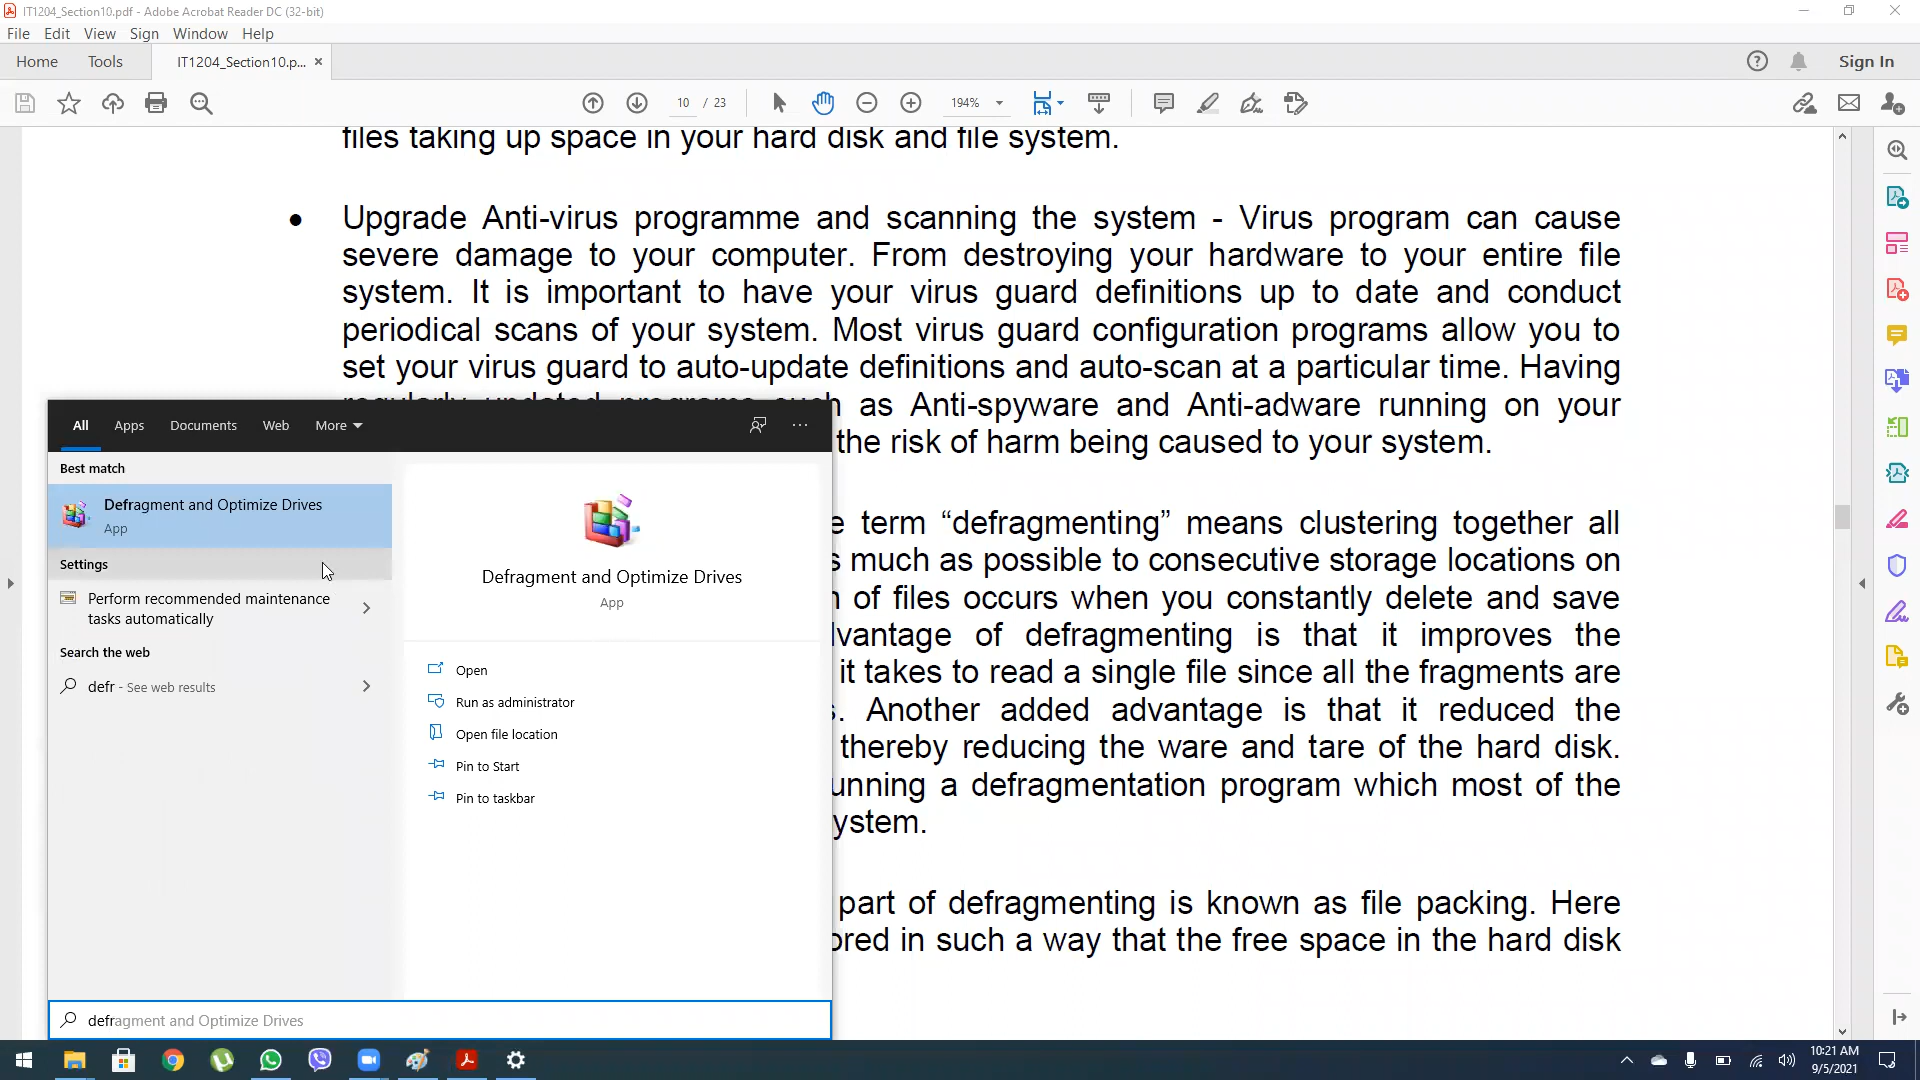 IT1204_Section10.pdf - Adobe Acrobat Reader DC (32-bit)
File Edit View Sign Window Help
Home Tools IT1204_Section10.p... Sign In
10 / 23 194%
files taking up space in your hard disk and file system.
• Upgrade Anti-virus programme and scanning the system - Virus program can cause
severe damage to your computer. From destroying your hardware to your entire file
system. It is important to have your virus guard definitions up to date and conduct
periodical scans of your system. Most virus guard configuration programs allow you to
set your virus guard to auto-update definitions and auto-scan at a particular time. Having
regularly updated programs such as Anti-spyware and Anti-adware running on your
the risk of harm being caused to your system.
term “defragmenting” means clustering together all
much as possible to consecutive storage locations on
of files occurs when you constantly delete and save
of defragmenting is that it improves the
it takes to read a single file since all the fragments are
Another added advantage is that it reduced the
thereby reducing the ware and tare of the hard disk.
a defragmentation program which most of the
part of defragmenting is known as file packing. Here
in such a way that the free space in the hard disk
All Apps Documents Web More
Best match
Defragment and Optimize Drives
App
Settings
Perform recommended maintenance
tasks automatically
Search the web
defr - See web results
Defragment and Optimize Drives
App
Open
Run as administrator
Open file location
Pin to Start
Pin to taskbar
defragment and Optimize Drives
10:21 AM
9/5/2021